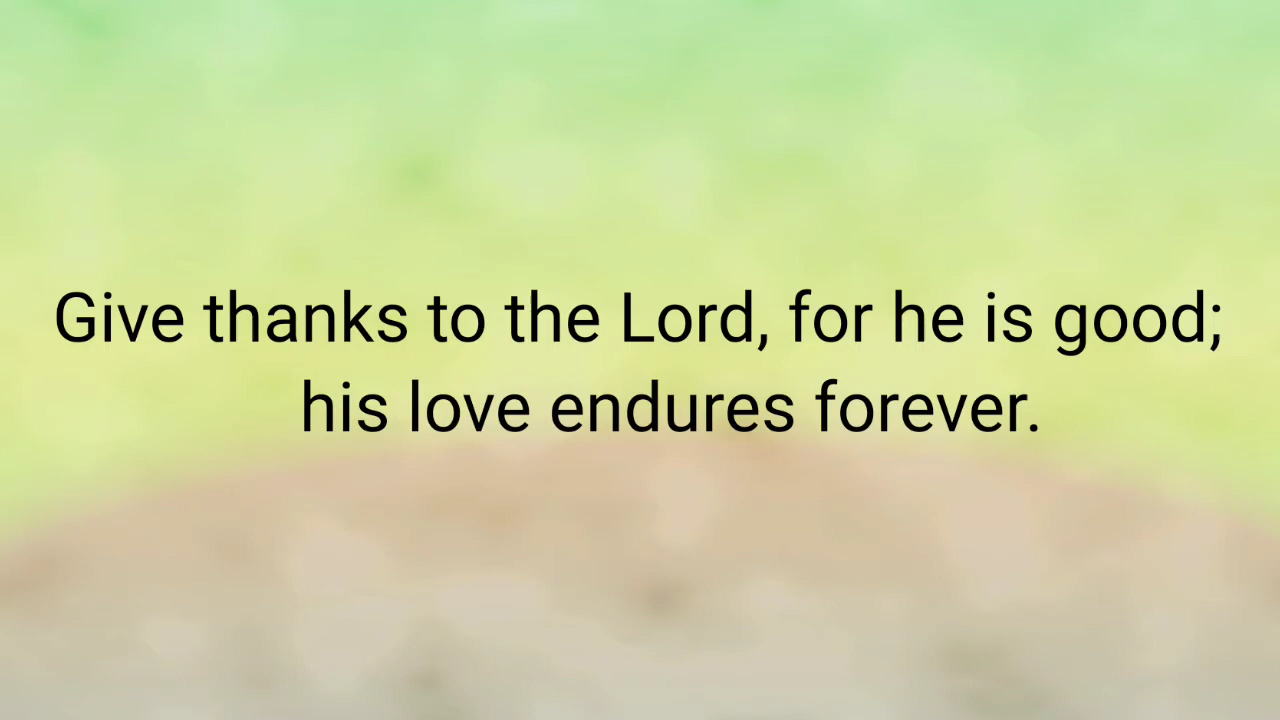 Give thanks to the Lord, for he is good;
his love endures forever.